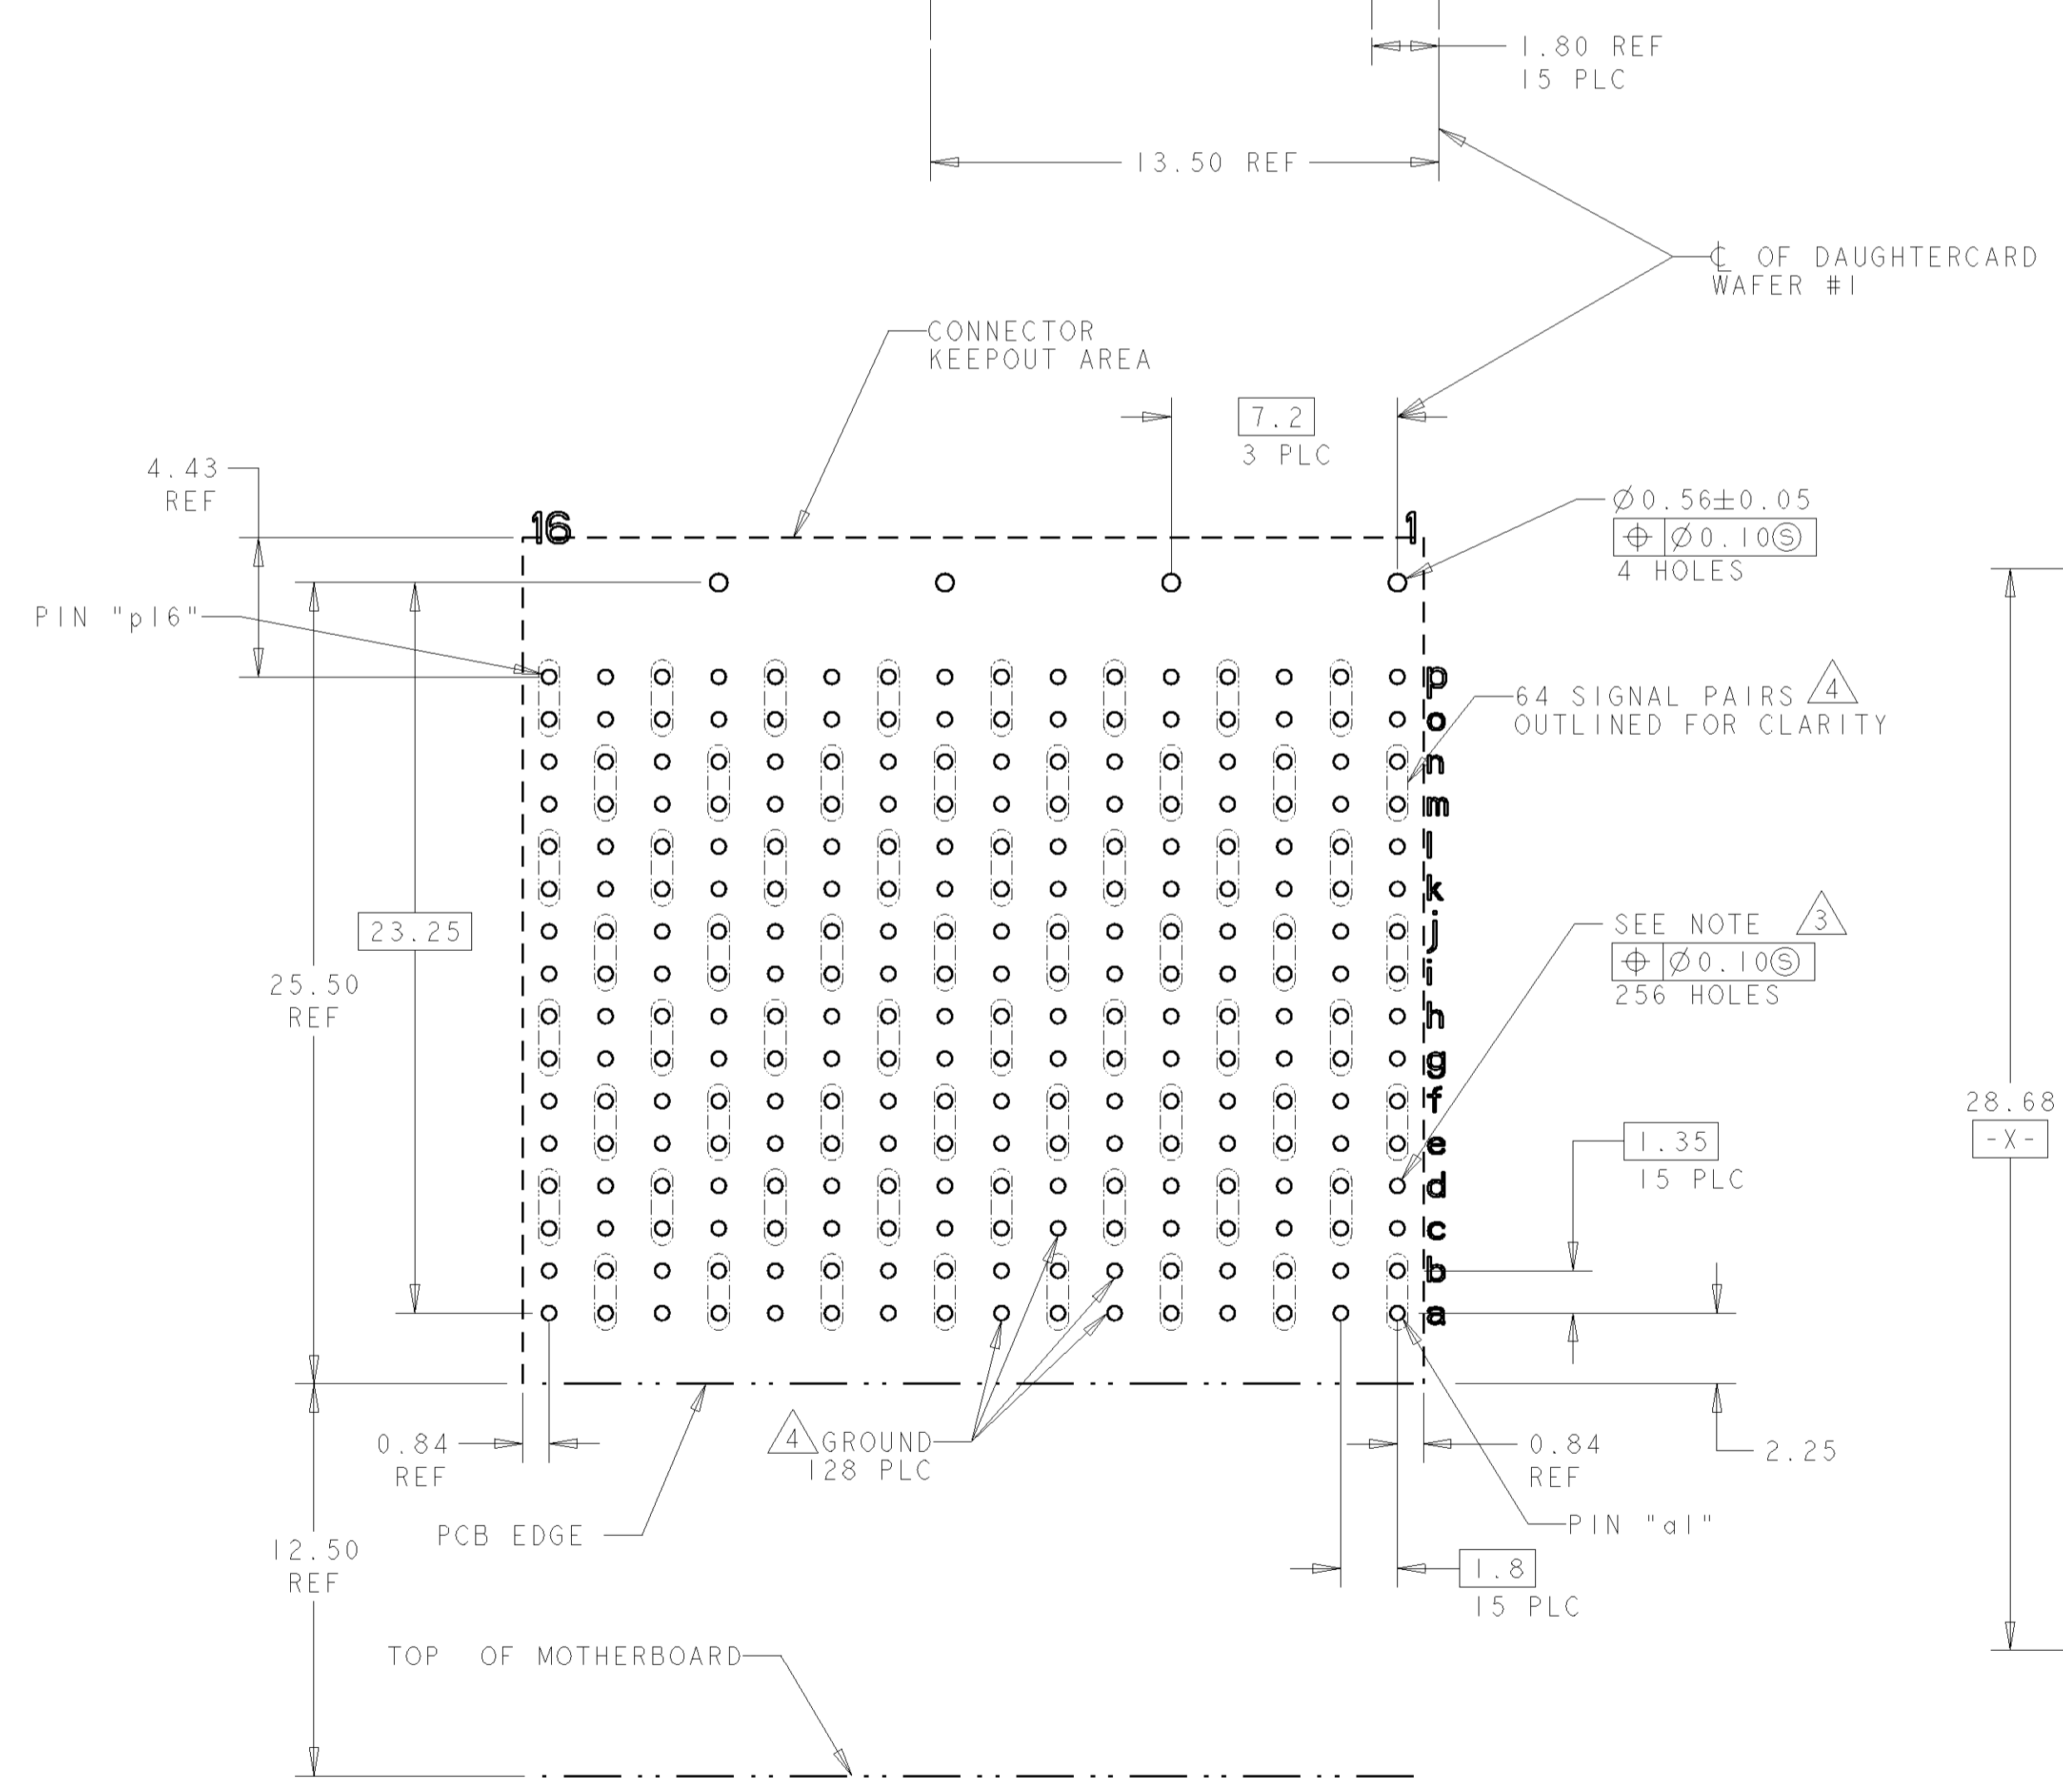 1.80 REF
15 PLC
13.50 REF
℄ OF DAUGHTERCARD
WAFER #1
CONNECTOR
KEEPOUT AREA
7.2
3 PLC
4.43
REF
Ø0.56±0.05
⌖ Ø0.10Ⓢ
4 HOLES
16
1
PIN "p16"
p
64 SIGNAL PAIRS 4
OUTLINED FOR CLARITY
o
n
m
l
k
SEE NOTE 3
⌖ Ø0.10Ⓢ
256 HOLES
23.25
j
i
25.50
REF
h
g
f
28.68
-X-
e
1.35
15 PLC
d
c
b
a
4 GROUND
128 PLC
0.84
REF
0.84
REF
2.25
PCB EDGE
PIN "a1"
12.50
REF
1.8
15 PLC
TOP OF MOTHERBOARD